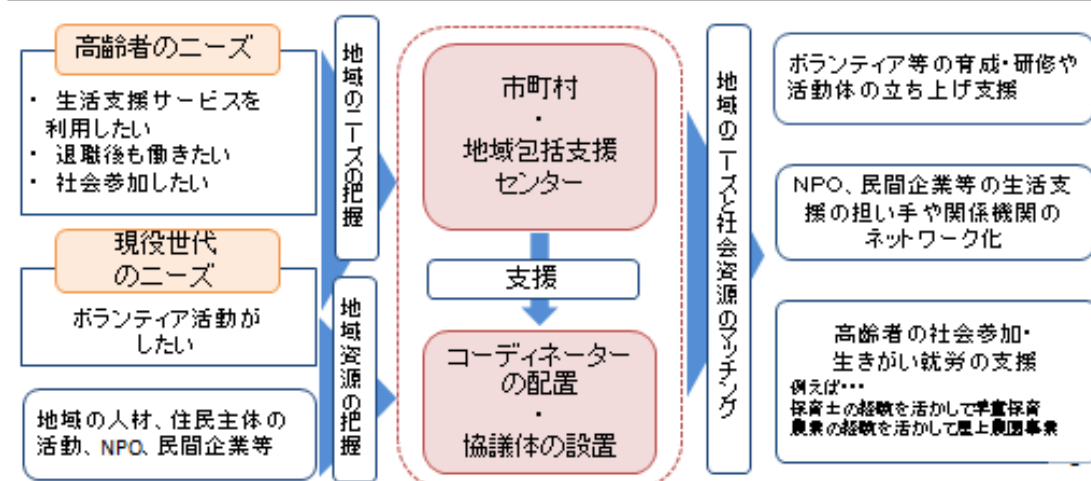 高齢者のニーズ
・ 生活支援サービスを
利用したい
・ 退職後も働きたい
・ 社会参加したい
現役世代
のニーズ
ボランティア活動が
したい
地域の人材、住民主体の
活動、NPO、民間企業等
地域のニーズの把握
地域資源の把握
市町村
・
地域包括支援
センター
支援
コーディネーター
の配置
・
協議体の設置
地域のニーズと社会資源のマッチング
ボランティア等の育成・研修や
活動体の立ち上げ支援
NPO、民間企業等の生活支
援の担い手や関係機関の
ネットワーク化
高齢者の社会参加・
生きがい就労の支援
例えば・・・
保育士の経験を活かして学童保育
農業の経験を活かして屋上農園事業